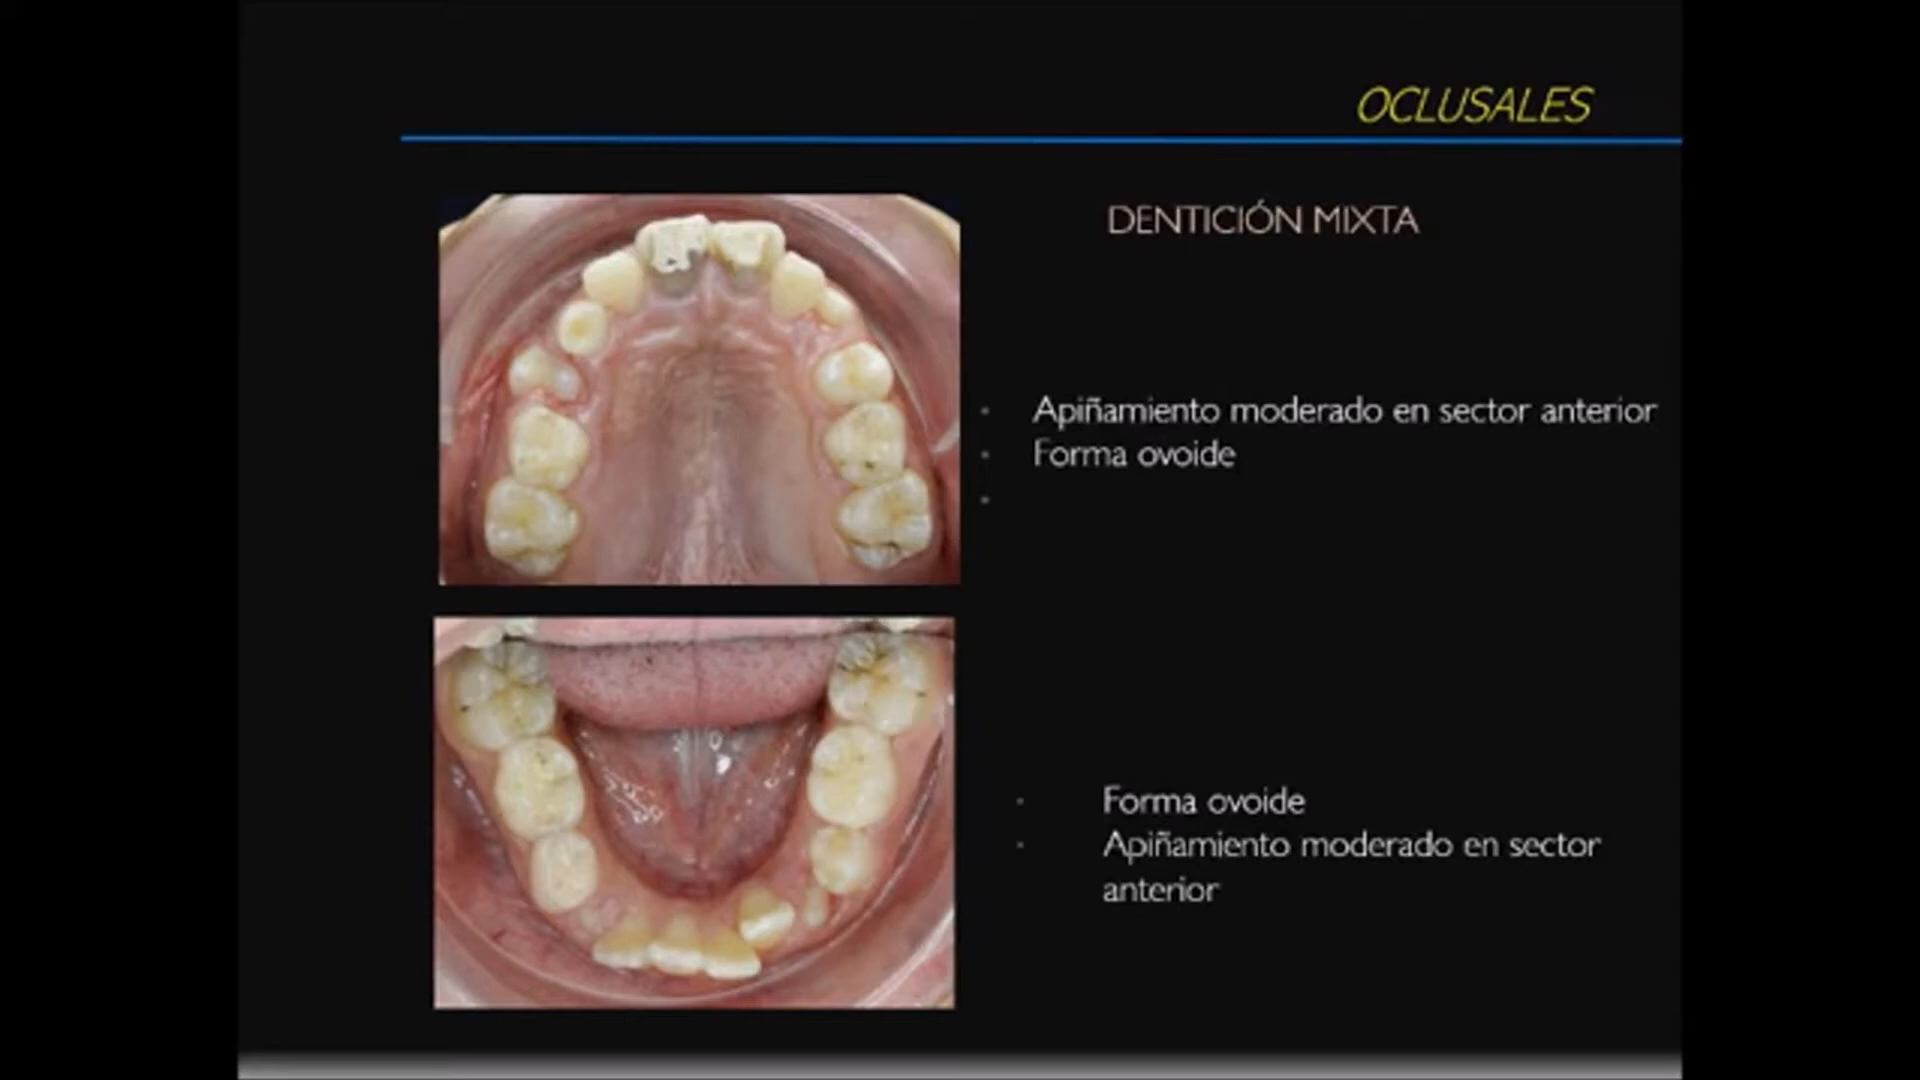 OCLUSALES
DENTICIÓN MIXTA
Apiñamiento moderado en sector anterior
Forma ovoide
Forma ovoide
Apiñamiento moderado en sector
anterior